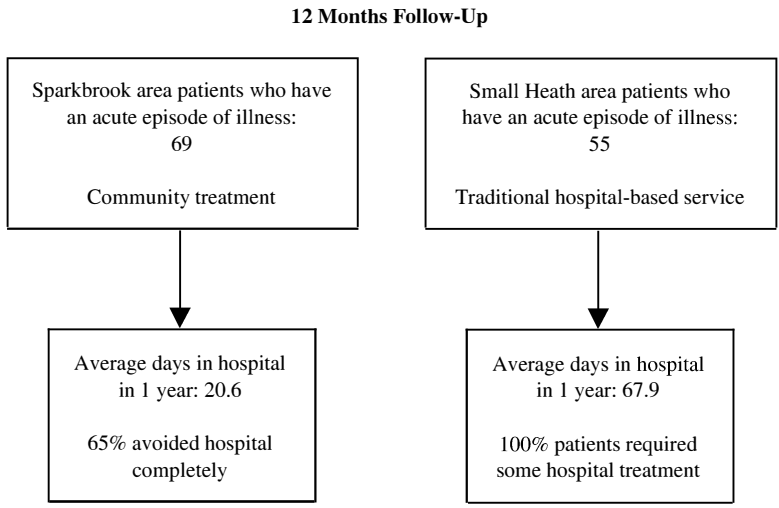 12 Months Follow-Up
Sparkbrook area patients who have
an acute episode of illness:
69
Community treatment
Small Heath area patients who
have an acute episode of illness:
55
Traditional hospital-based service
Average days in hospital
in 1 year: 20.6
65% avoided hospital
completely
Average days in hospital
in 1 year: 67.9
100% patients required
some hospital treatment